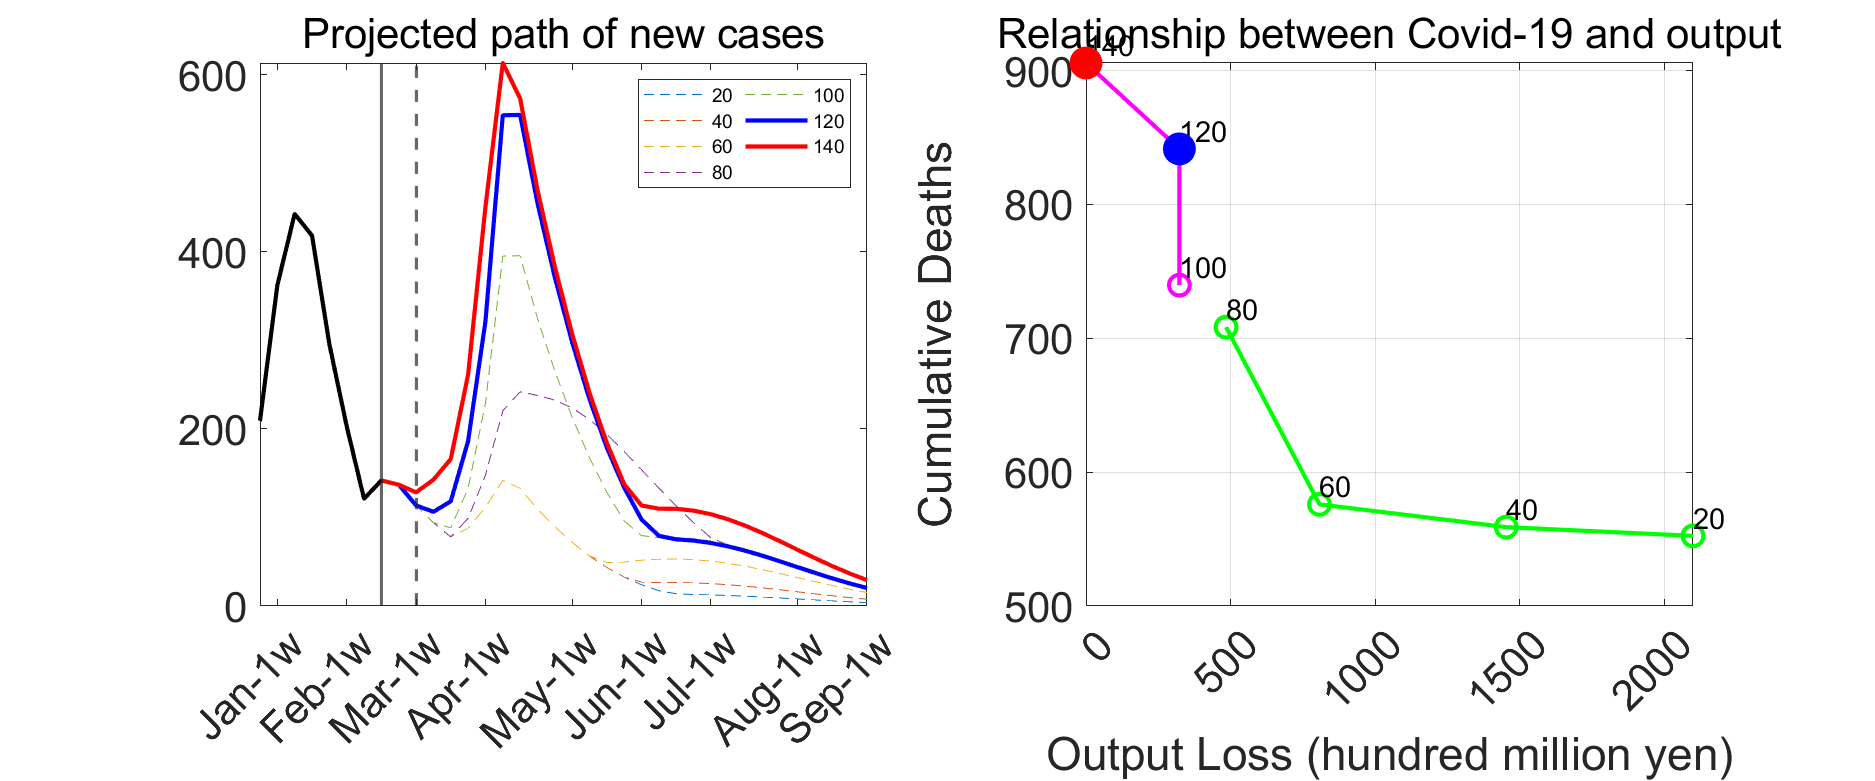 Projected path of new cases
600
400
200
0
Jan-1w
Feb-1w
Mar-1w
Apr-1w
May-1w
Jun-1w
Jul-1w
Aug-1w
Sep-1w
20
40
60
80
100
120
140
Relationship between Covid-19 and output
Cumulative Deaths
900
800
700
600
500
140
120
100
80
60
40
20
0
500
1000
1500
2000
Output Loss (hundred million yen)